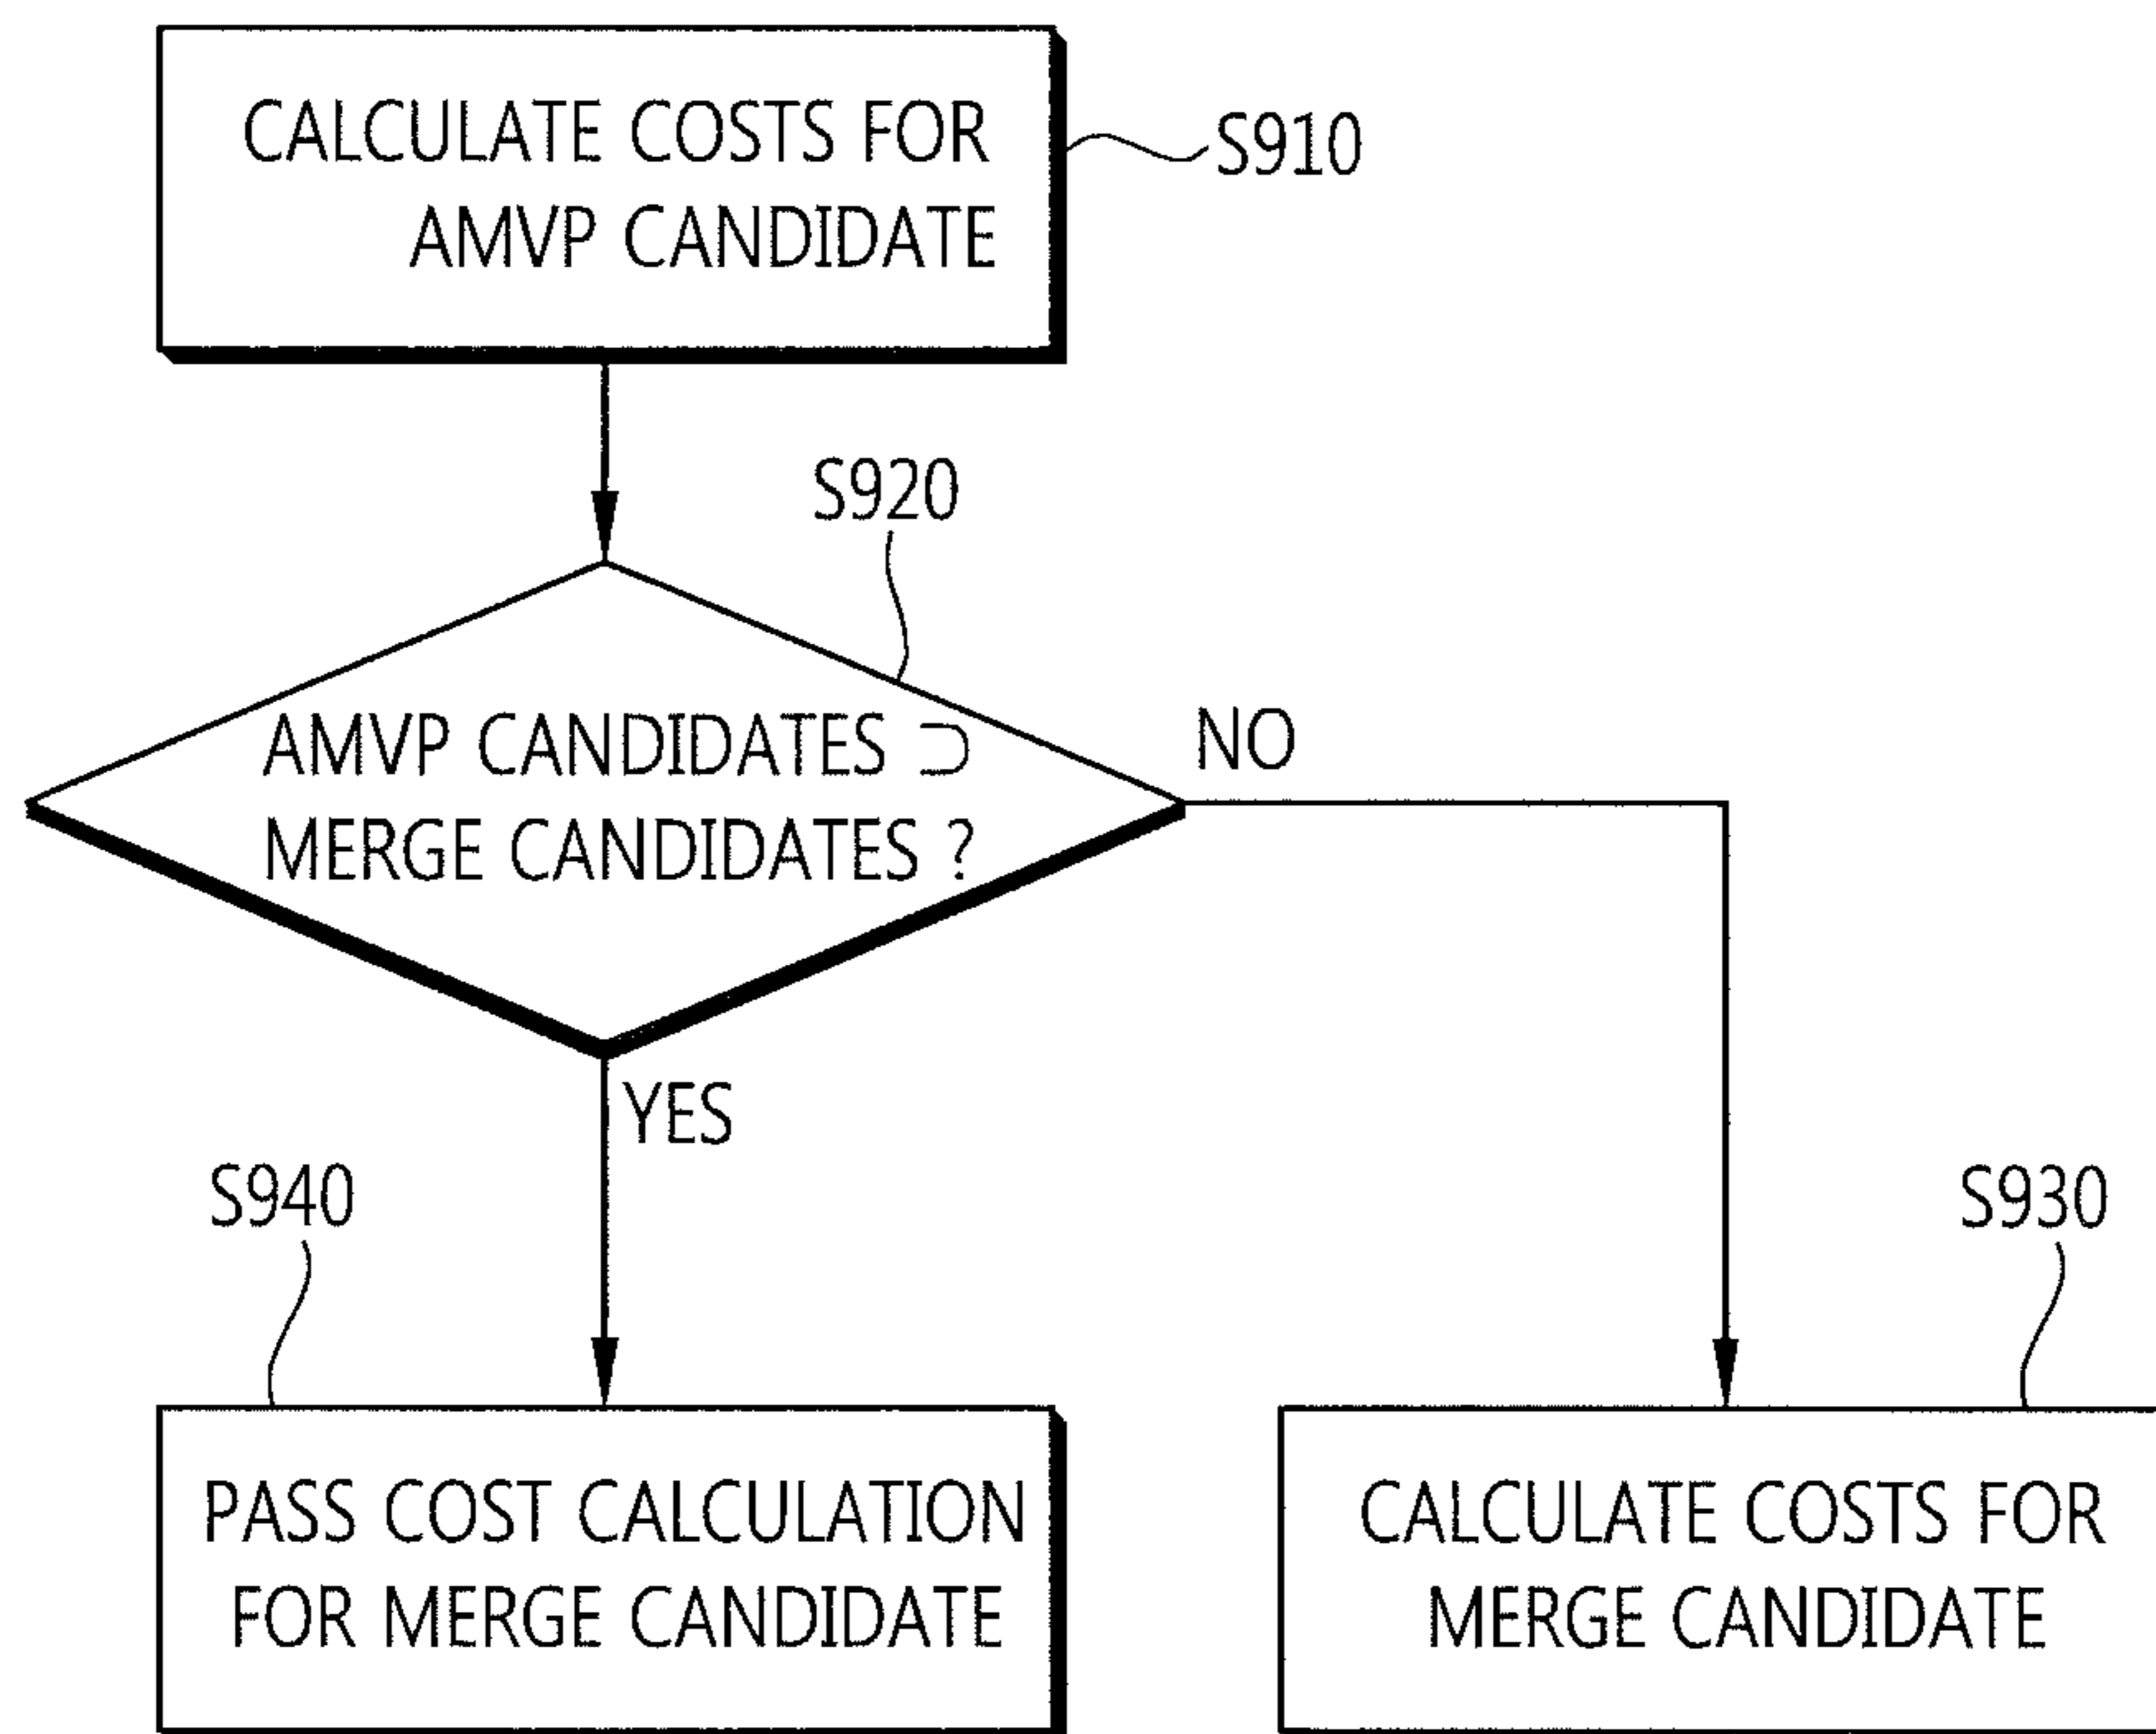 CALCULATE COSTS FOR
AMVP CANDIDATE
S910
S920
AMVP CANDIDATES ⊃
MERGE CANDIDATES ?
NO
YES
S940
S930
PASS COST CALCULATION
FOR MERGE CANDIDATE
CALCULATE COSTS FOR
MERGE CANDIDATE